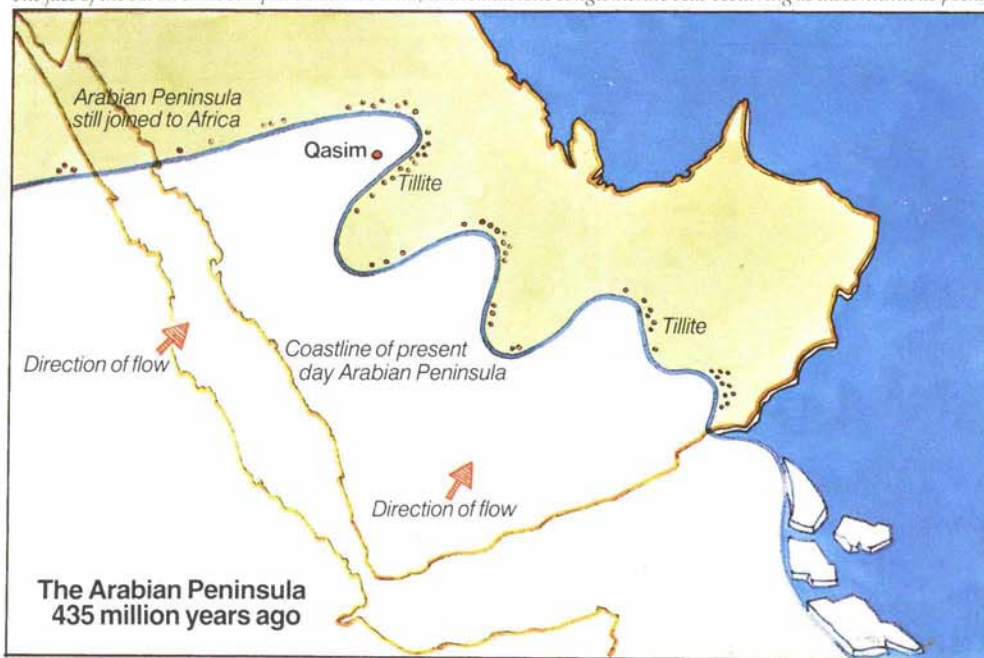 Arabian Peninsula
still joined to Africa
Qasim
Tillite
Tillite
Direction of flow
Coastline of present
day Arabian Peninsula
Direction of flow
The Arabian Peninsula
435 million years ago